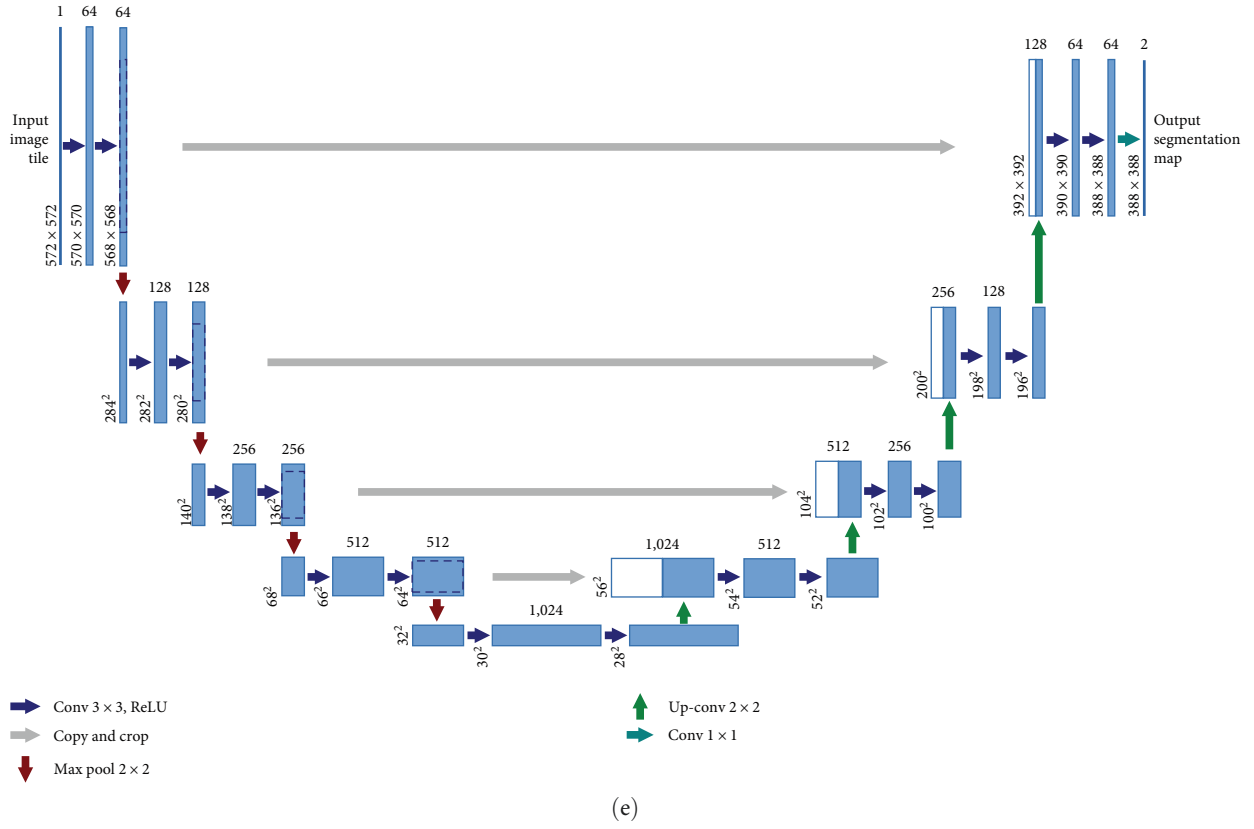 1 64 64
Input
image
tile
572 × 572
570 × 570
568 × 568
128 64 64 2
392 × 392
390 × 390
388 × 388
388 × 388
Output
segmentation
map
128 128
284²
282²
280²
256 128
200²
198²
196²
256 256
140²
138²
136²
512 256
104²
102²
100²
512 512
68²
66²
64²
1,024 512
56²
54²
52²
1,024
32²
30²
28²
Conv 3 × 3, ReLU
Copy and crop
Max pool 2 × 2
Up-conv 2 × 2
Conv 1 × 1
(e)